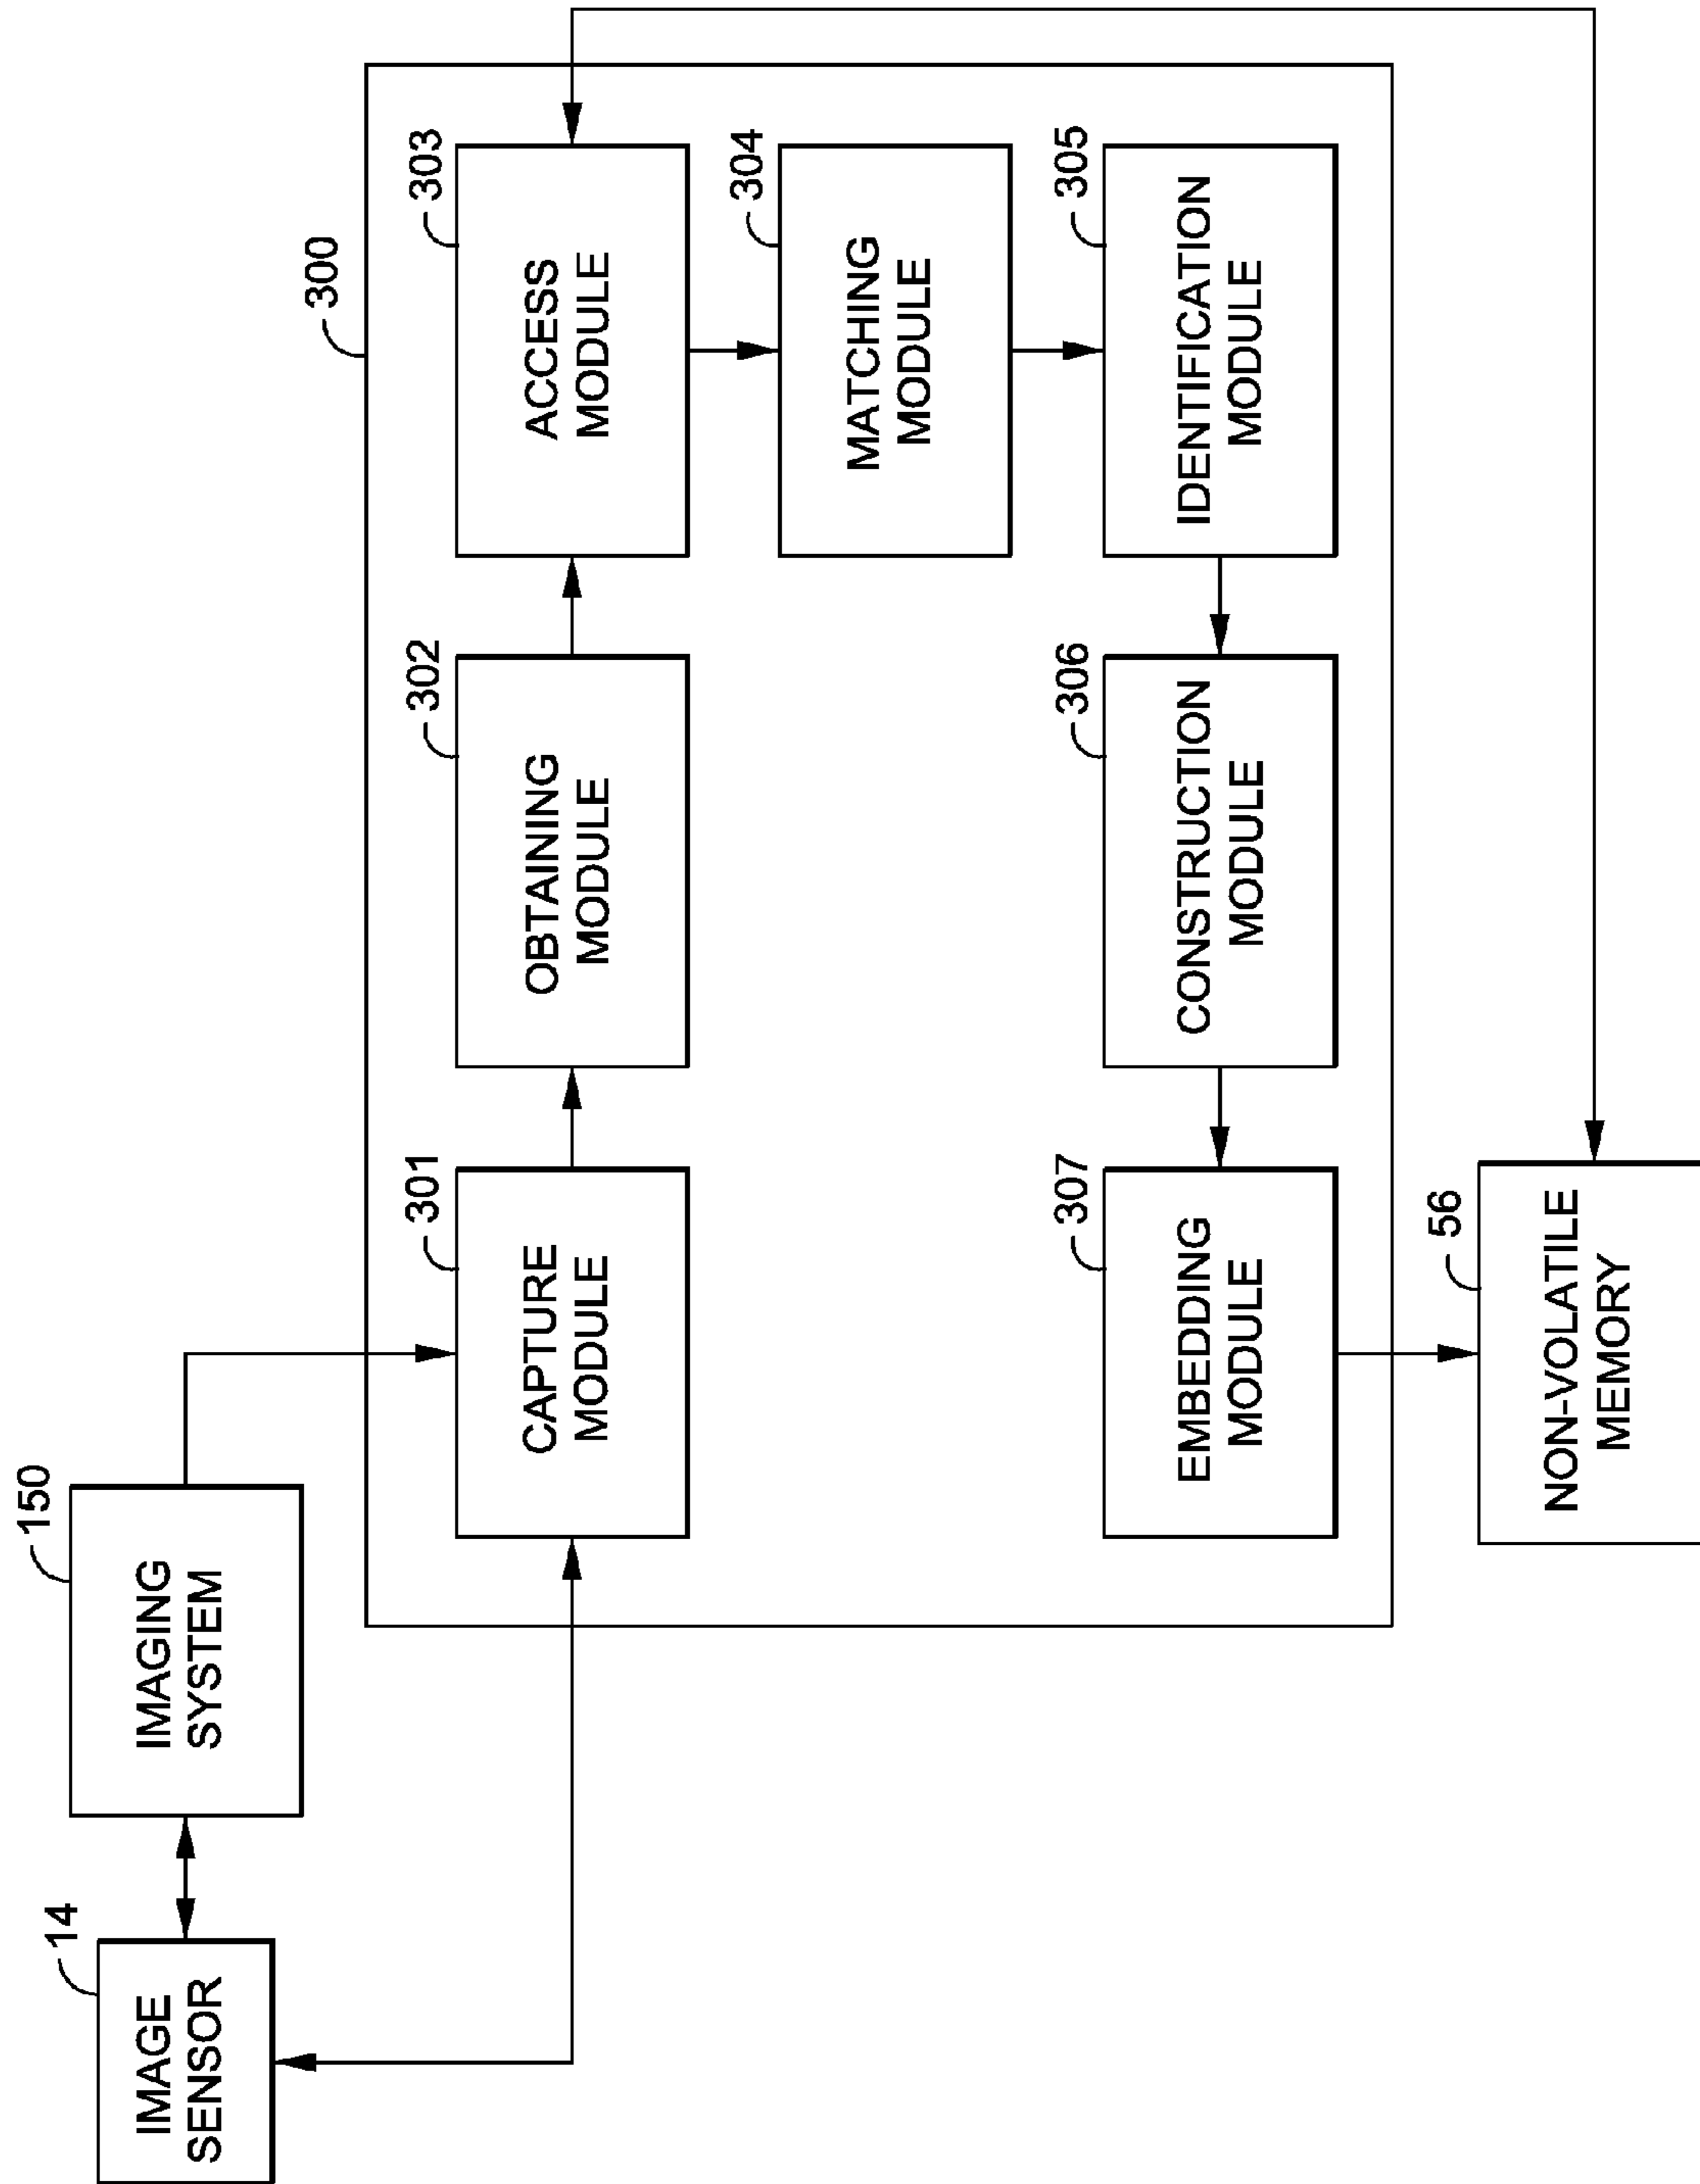 14
IMAGE
SENSOR
150
IMAGING
SYSTEM
300
301
CAPTURE
MODULE
302
OBTAINING
MODULE
303
ACCESS
MODULE
304
MATCHING
MODULE
305
IDENTIFICATION
MODULE
306
CONSTRUCTION
MODULE
307
EMBEDDING
MODULE
56
NON-VOLATILE
MEMORY